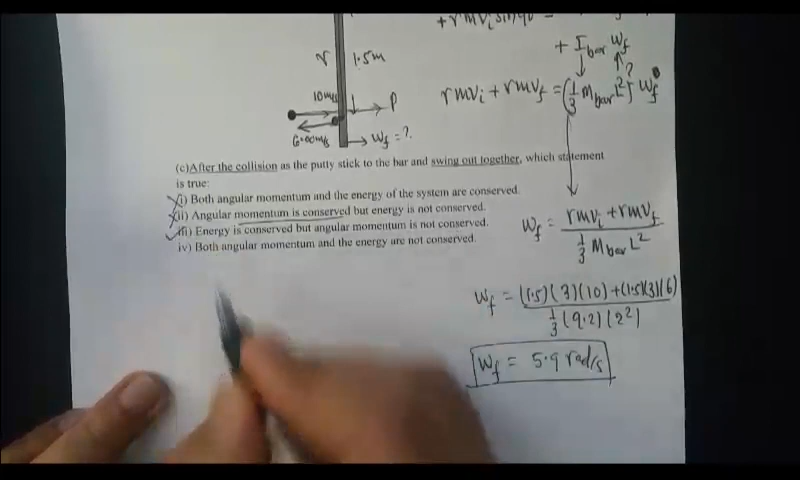 + rmvᵢ sin90 =
+ I_bar W_f
r 1.5m
?
rmvᵢ + rmv_f = (1/3 M_bar L²) W_f
10m/s P
6.00m/s W_f = ?
(c)After the collision as the putty stick to the bar and swing out together, which statement
is true:
i) Both angular momentum and the energy of the system are conserved.
ii) Angular momentum is conserved but energy is not conserved.
iii) Energy is conserved but angular momentum is not conserved.
iv) Both angular momentum and the energy are not conserved.
W_f = rmvᵢ + rmv_f / 1/3 M_bar L²
W_f = (1.5)(3)(10)+(1.5)(3)(6) / 1/3 (9.2)(2²)
W_f = 5.9 rad/s